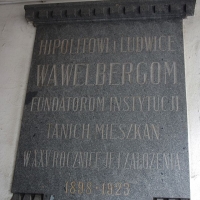 HIPOLITOWI I LUDWICE
WAWELBERGOM
FUNDATOROM INSTYTUCJI
TANICH MIESZKAŃ
W XXV ROCZNICĘ JEJ ZAŁOŻENIA
1898-1923